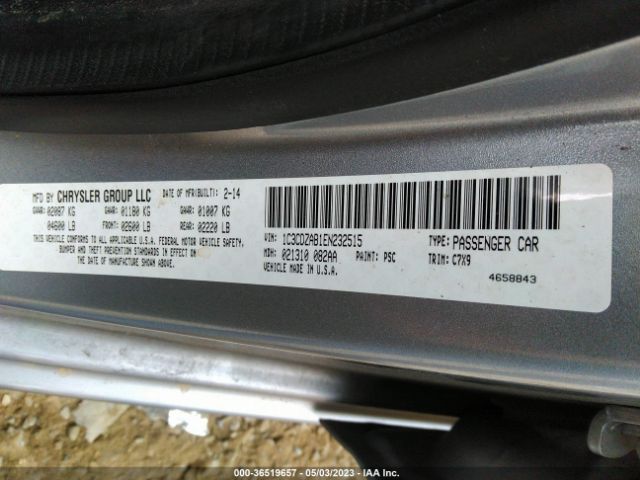 MFD BY CHRYSLER GROUP LLC DATE OF MFR(BUILT): 2-14
GVWR: 02087 KG GAWR: 01180 KG GAWR: 01007 KG
04600 LB FRONT: 02600 LB REAR: 02220 LB
THIS VEHICLE CONFORMS TO ALL APPLICABLE U.S.A. FEDERAL MOTOR VEHICLE SAFETY,
BUMPER AND THEFT PREVENTION STANDARDS IN EFFECT ON
THE DATE OF MANUFACTURE SHOWN ABOVE.
VIN: 1C3CDZAB1EN232515 TYPE: PASSENGER CAR
MDH: 021310 082AA PAINT: PSC TRIM: C7X9
VEHICLE MADE IN U.S.A. 4658843
000-36519657 - 05/03/2023 - IAA Inc.